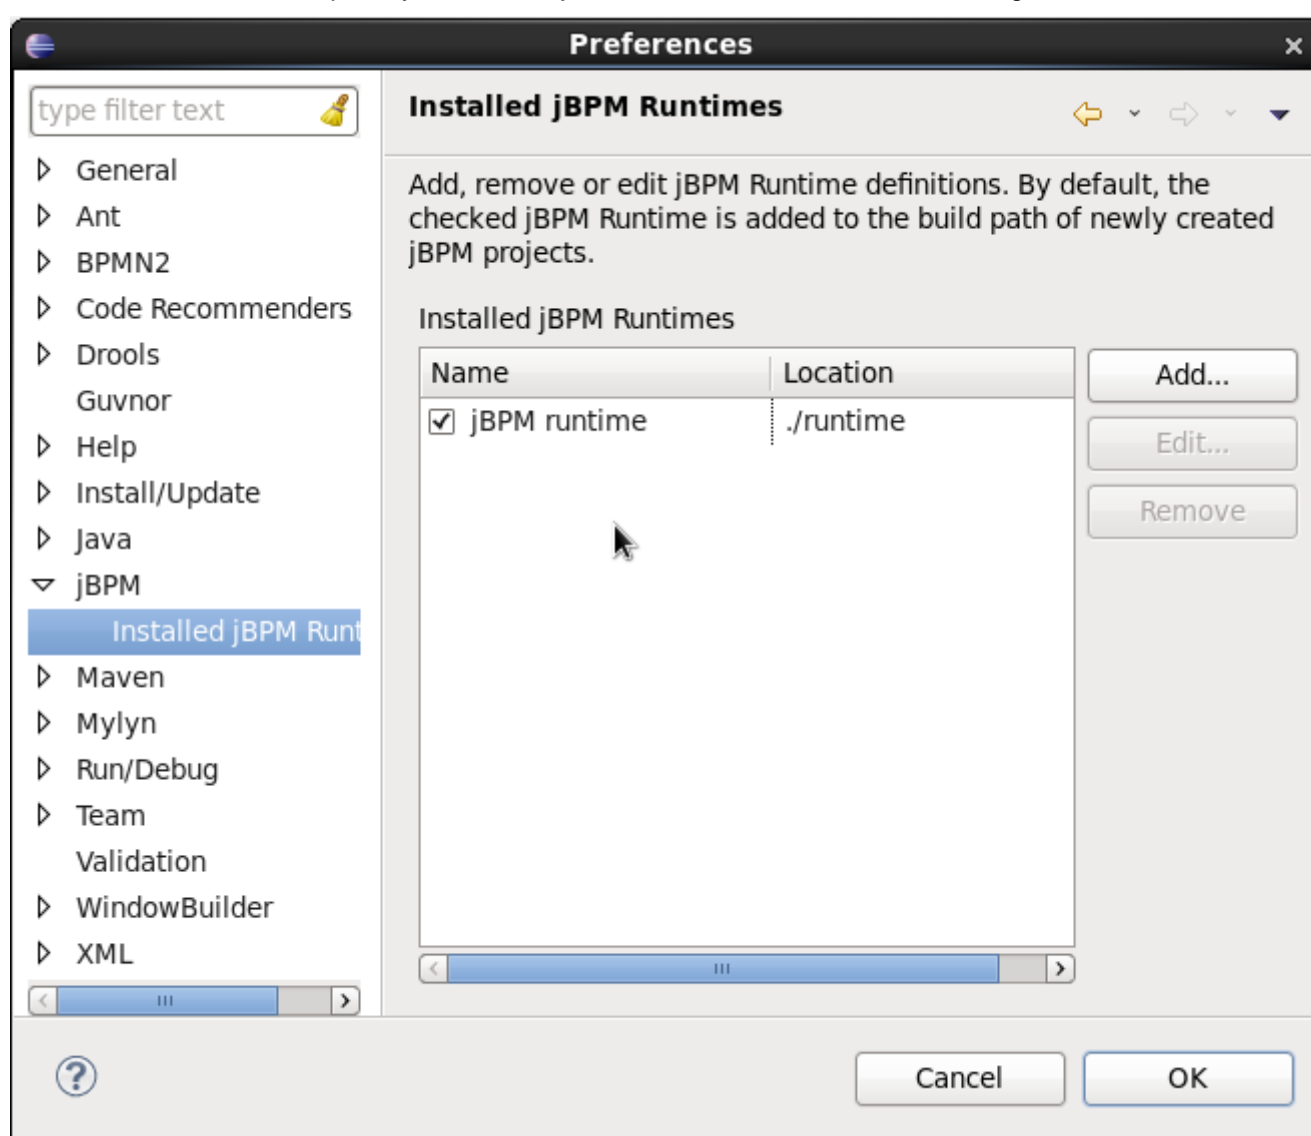 Preferences
type filter text
General
Ant
BPMN2
Code Recommenders
Drools
Guvnor
Help
Install/Update
Java
jBPM
Installed jBPM Runt
Maven
Mylyn
Run/Debug
Team
Validation
WindowBuilder
XML
Installed jBPM Runtimes
Add, remove or edit jBPM Runtime definitions. By default, the
checked jBPM Runtime is added to the build path of newly created
jBPM projects.
Installed jBPM Runtimes
Name Location
jBPM runtime ./runtime
Add...
Edit...
Remove
Cancel OK